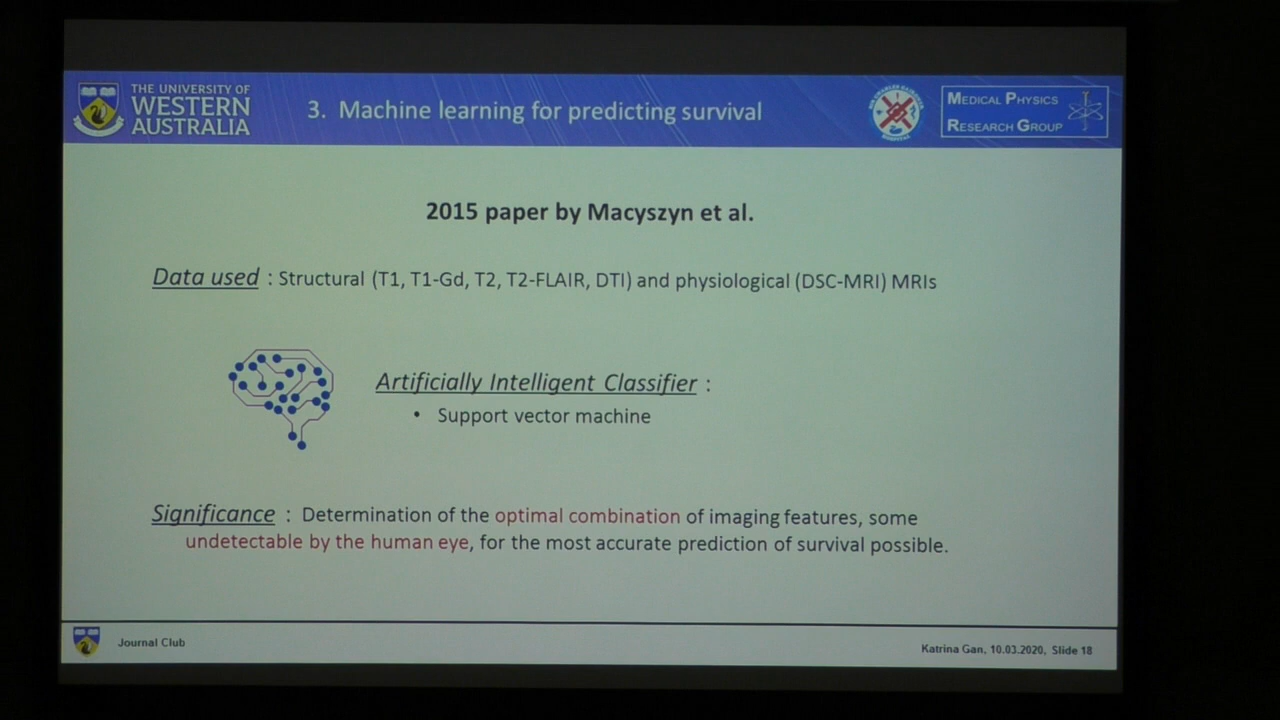 THE UNIVERSITY OF
WESTERN
AUSTRALIA
3. Machine learning for predicting survival
MEDICAL PHYSICS
RESEARCH GROUP
2015 paper by Macyszyn et al.
Data used : Structural (T1, T1-Gd, T2, T2-FLAIR, DTI) and physiological (DSC-MRI) MRIs
Artificially Intelligent Classifier :
• Support vector machine
Significance : Determination of the optimal combination of imaging features, some
undetectable by the human eye, for the most accurate prediction of survival possible.
Journal Club
Katrina Gan, 10.03.2020, Slide 18